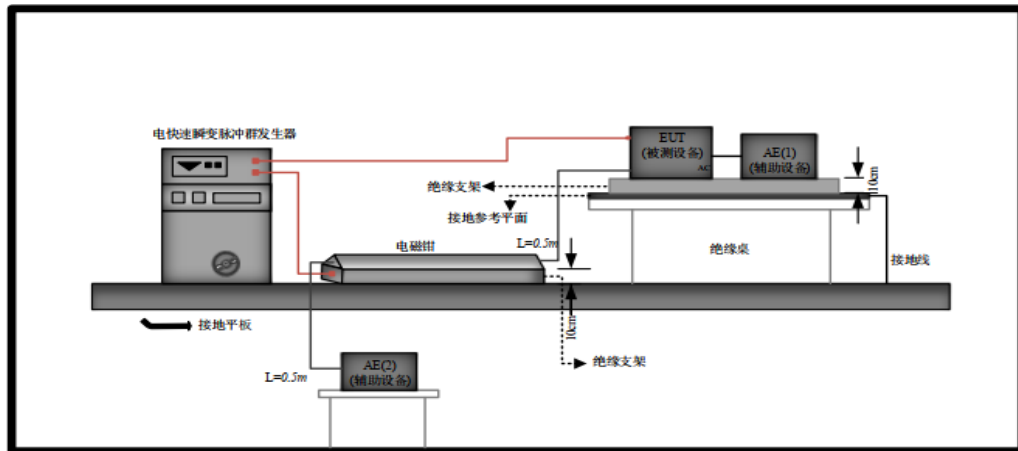 电快速瞬变脉冲群发生器
EUT
(被测设备)
AC
AE(1)
(辅助设备)
10cm
绝缘支架
接地参考平面
L=0.5m
电磁钳
绝缘桌
接地线
10cm
接地平板
绝缘支架
L=0.5m
AE(2)
(辅助设备)